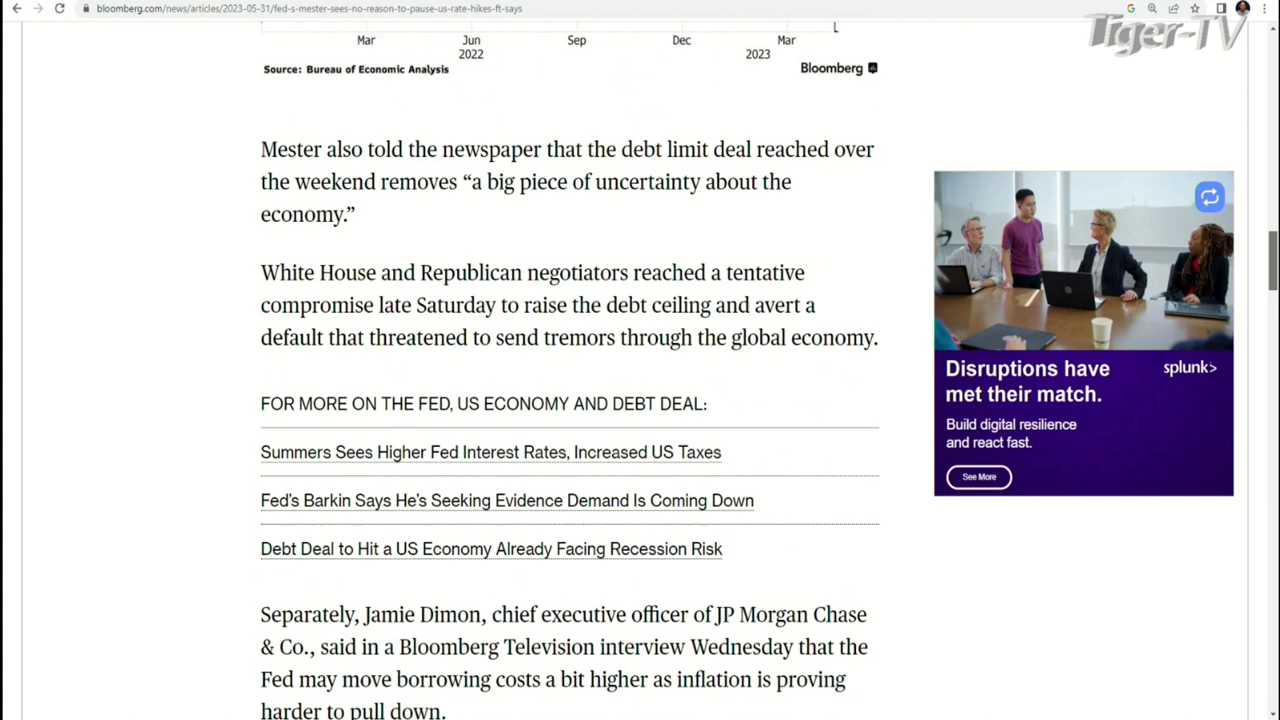 bloomberg.com/news/articles/2023-05-31/fed-s-mester-sees-no-reason-to-pause-us-rate-hikes-ft-says
Tiger-TV
Mar Jun Sep Dec Mar
2022 2023
Source: Bureau of Economic Analysis Bloomberg
Mester also told the newspaper that the debt limit deal reached over
the weekend removes “a big piece of uncertainty about the
economy.”
White House and Republican negotiators reached a tentative
compromise late Saturday to raise the debt ceiling and avert a
default that threatened to send tremors through the global economy.
FOR MORE ON THE FED, US ECONOMY AND DEBT DEAL:
Summers Sees Higher Fed Interest Rates, Increased US Taxes
Fed’s Barkin Says He’s Seeking Evidence Demand Is Coming Down
Debt Deal to Hit a US Economy Already Facing Recession Risk
Separately, Jamie Dimon, chief executive officer of JP Morgan Chase
& Co., said in a Bloomberg Television interview Wednesday that the
Fed may move borrowing costs a bit higher as inflation is proving
harder to pull down.
Disruptions have
met their match.
splunk>
Build digital resilience
and react fast.
See More